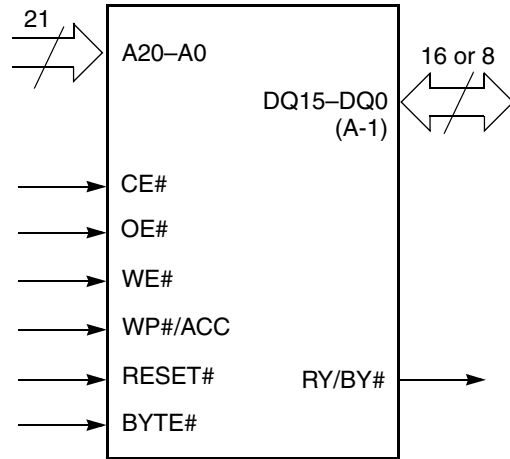 21
A20–A0
16 or 8
DQ15–DQ0
(A-1)
CE#
OE#
WE#
WP#/ACC
RESET#
RY/BY#
BYTE#